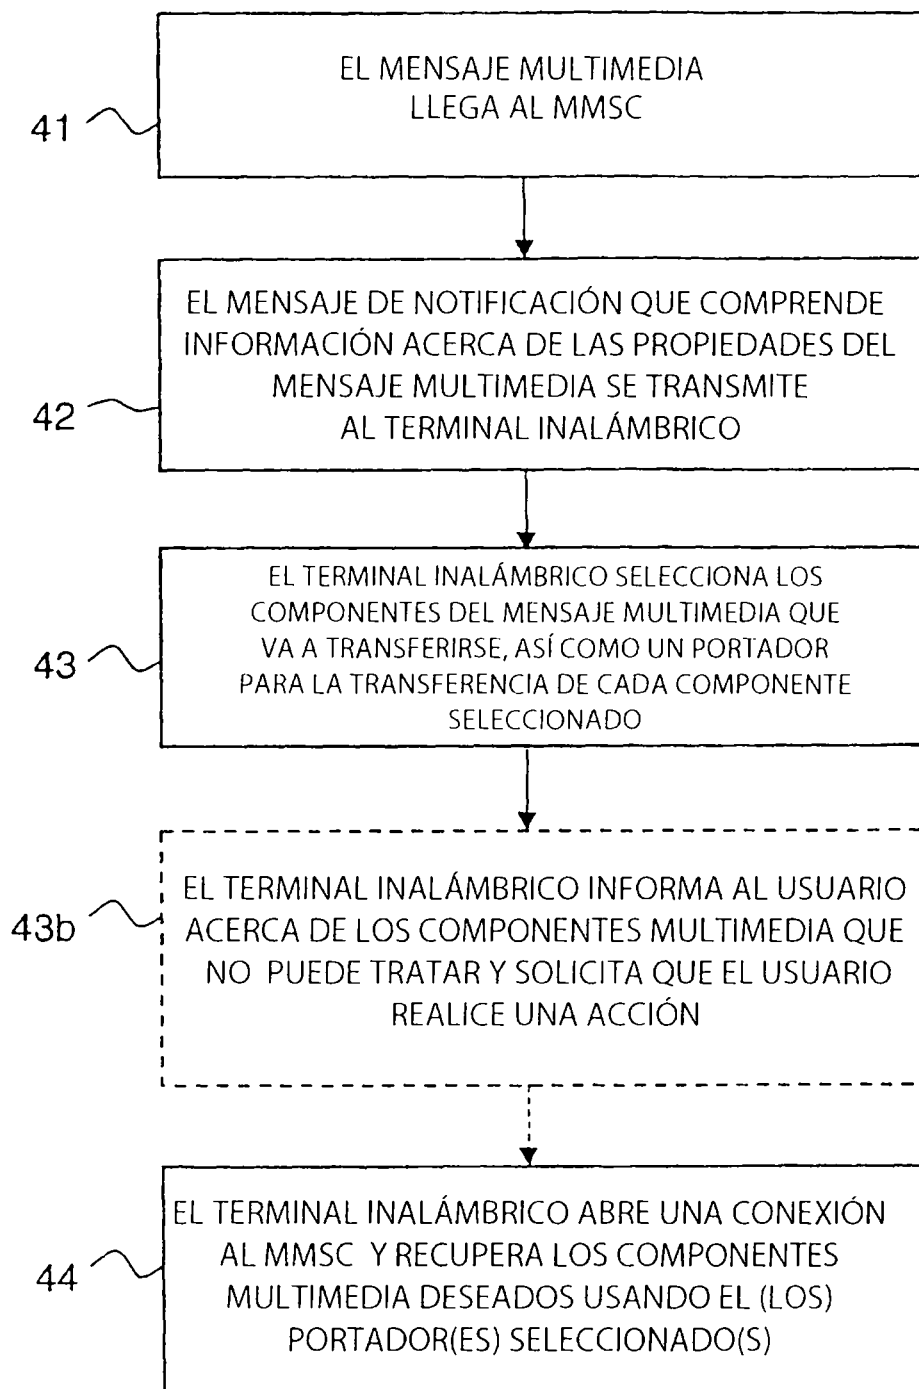 EL MENSAJE MULTIMEDIA
LLEGA AL MMSC
41
EL MENSAJE DE NOTIFICACIÓN QUE COMPRENDE
INFORMACIÓN ACERCA DE LAS PROPIEDADES DEL
MENSAJE MULTIMEDIA SE TRANSMITE
AL TERMINAL INALÁMBRICO
42
EL TERMINAL INALÁMBRICO SELECCIONA LOS
COMPONENTES DEL MENSAJE MULTIMEDIA QUE
VA A TRANSFERIRSE, ASÍ COMO UN PORTADOR
PARA LA TRANSFERENCIA DE CADA COMPONENTE
SELECCIONADO
43
EL TERMINAL INALÁMBRICO INFORMA AL USUARIO
ACERCA DE LOS COMPONENTES MULTIMEDIA QUE
NO PUEDE TRATAR Y SOLICITA QUE EL USUARIO
REALICE UNA ACCIÓN
43b
EL TERMINAL INALÁMBRICO ABRE UNA CONEXIÓN
AL MMSC Y RECUPERA LOS COMPONENTES
MULTIMEDIA DESEADOS USANDO EL (LOS)
PORTADOR(ES) SELECCIONADO(S)
44